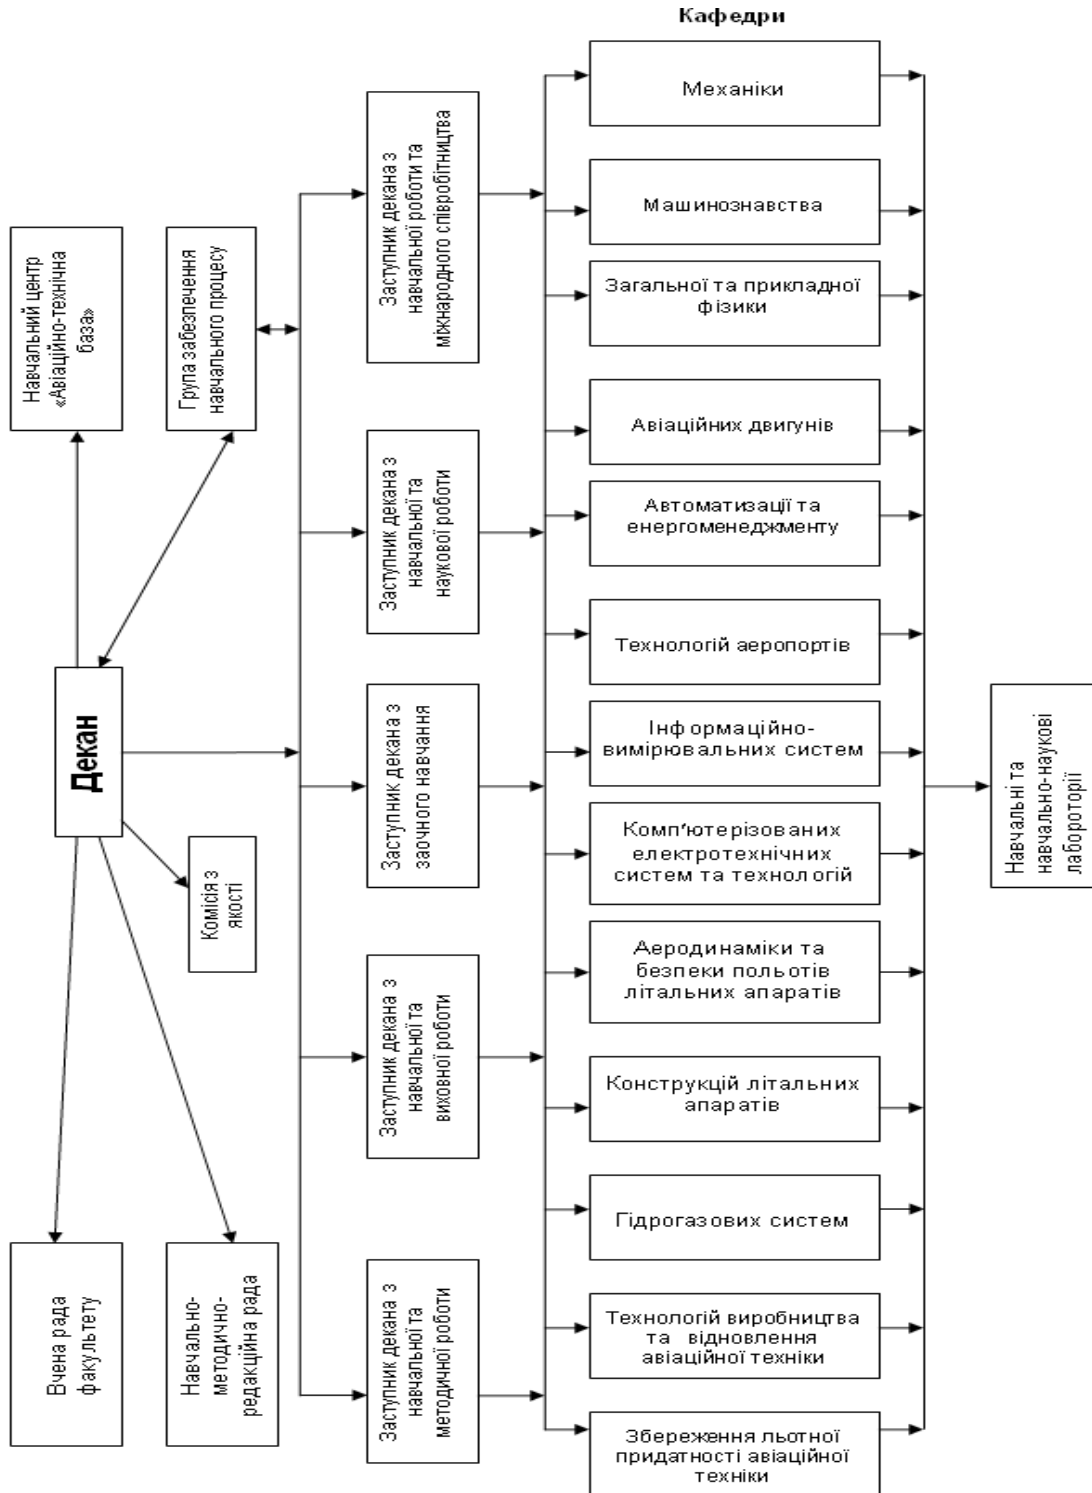 Кафедри
Навчальний центр
«Авіаційно-технічна
база»
Група забезпечення
навчального процесу
Декан
Комісія з
якості
Вчена рада
факультету
Навчально-
методично-
редакційна рада
Заступник декана з
навчальної роботи та
міжнародного співробітництва
Заступник декана з
навчальної та
наукової роботи
Заступник декана з
заочного навчання
Заступник декана з
навчальної та
виховної роботи
Заступник декана з
навчальної та
методичної роботи
Механіки
Машинознавства
Загальної та прикладної
фізики
Авіаційних двигунів
Автоматизації та
енергоменеджменту
Технологій аеропортів
Інформаційно-
вимірювальних систем
Комп'ютерізованих
електротехнічних
систем та технологій
Аеродинаміки та
безпеки польотів
літальних апаратів
Конструкцій літальних
апаратів
Гідрогазових систем
Технологій виробництва
та відновлення
авіаційної техніки
Збереження льотної
придатності авіаційної
техніки
Навчальні та
навчально-наукові
лабороторії